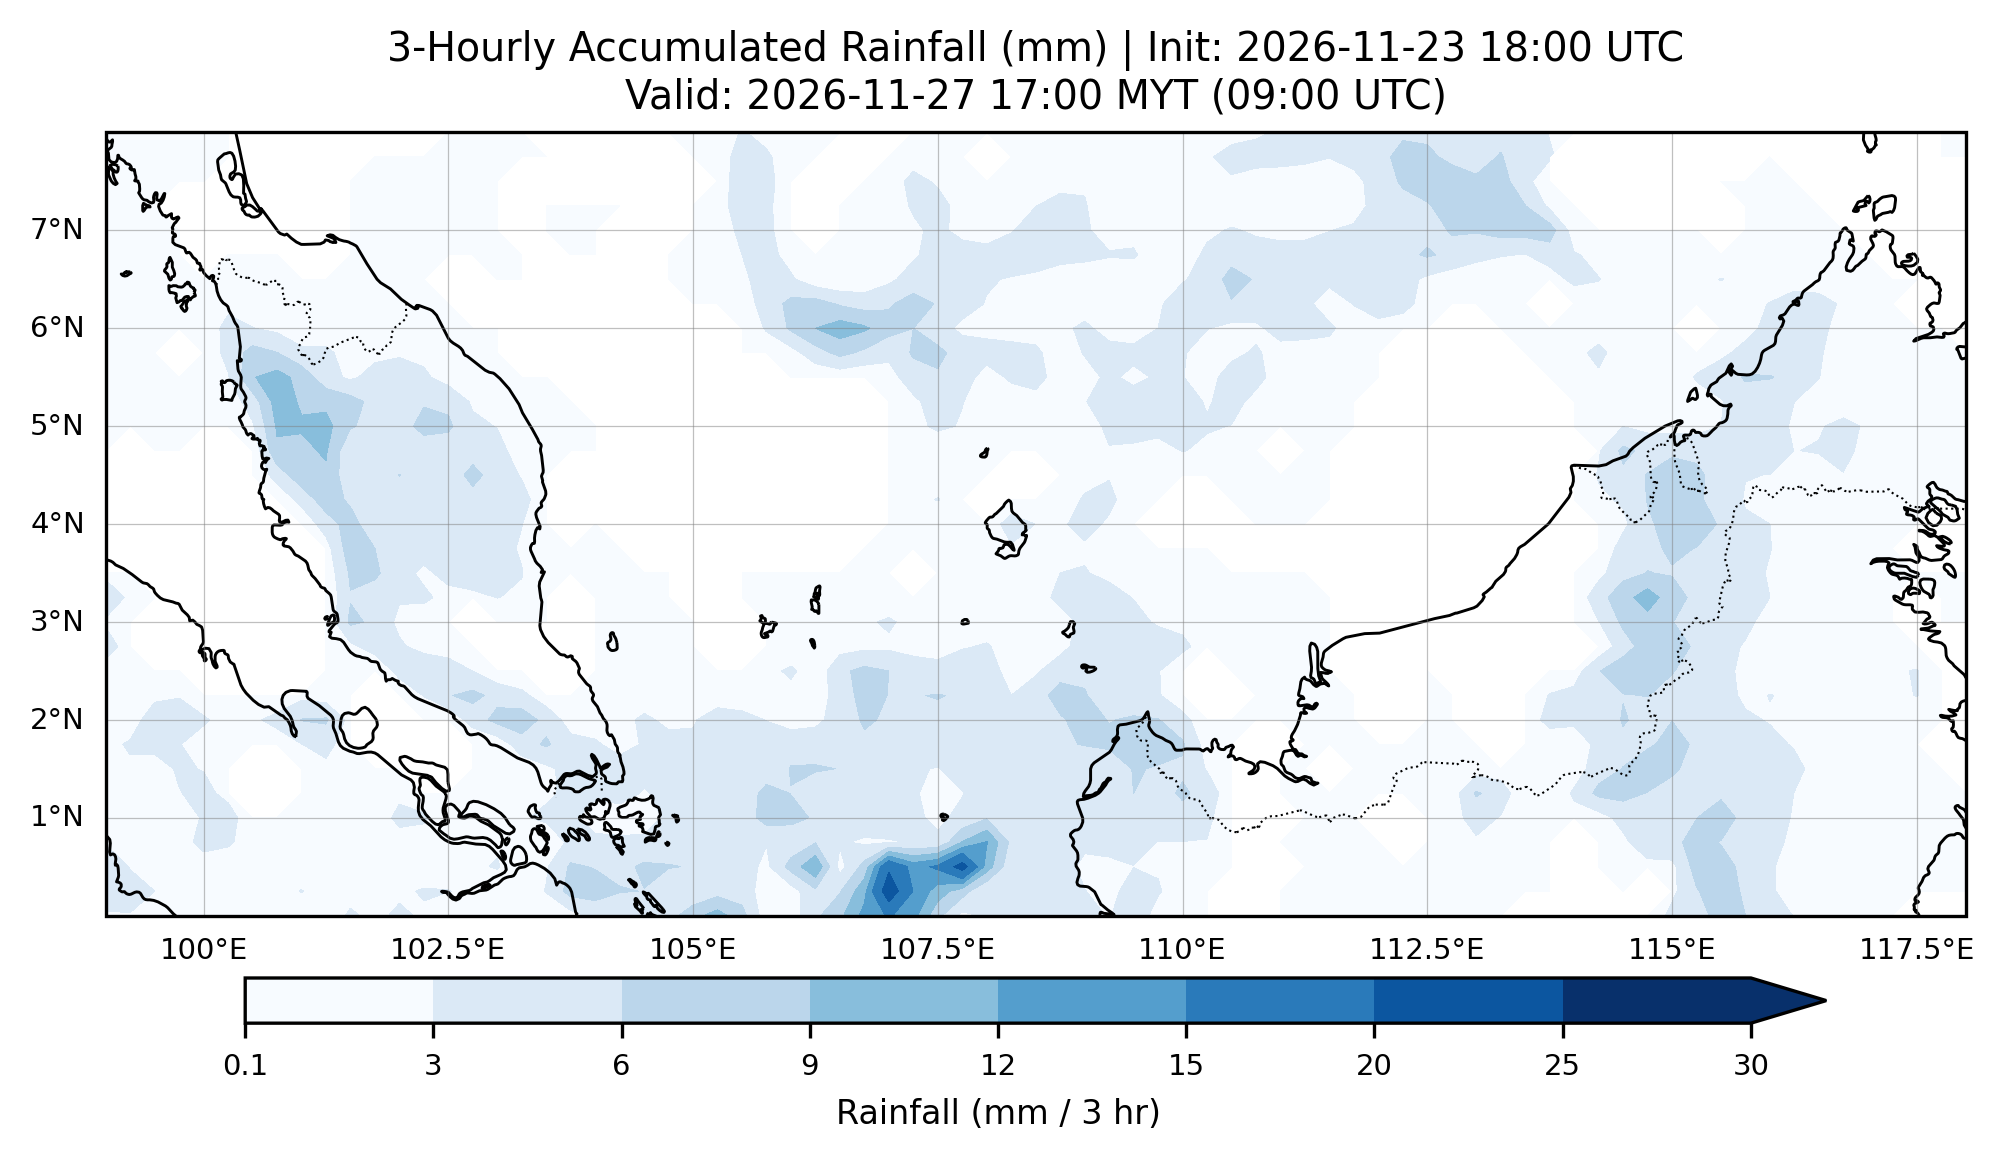 3-Hourly Accumulated Rainfall (mm) | Init: 2026-11-23 18:00 UTC
Valid: 2026-11-27 17:00 MYT (09:00 UTC)
7°N
6°N
5°N
4°N
3°N
2°N
1°N
100°E 102.5°E 105°E 107.5°E 110°E 112.5°E 115°E 117.5°E
0.1 3 6 9 12 15 20 25 30
Rainfall (mm / 3 hr)